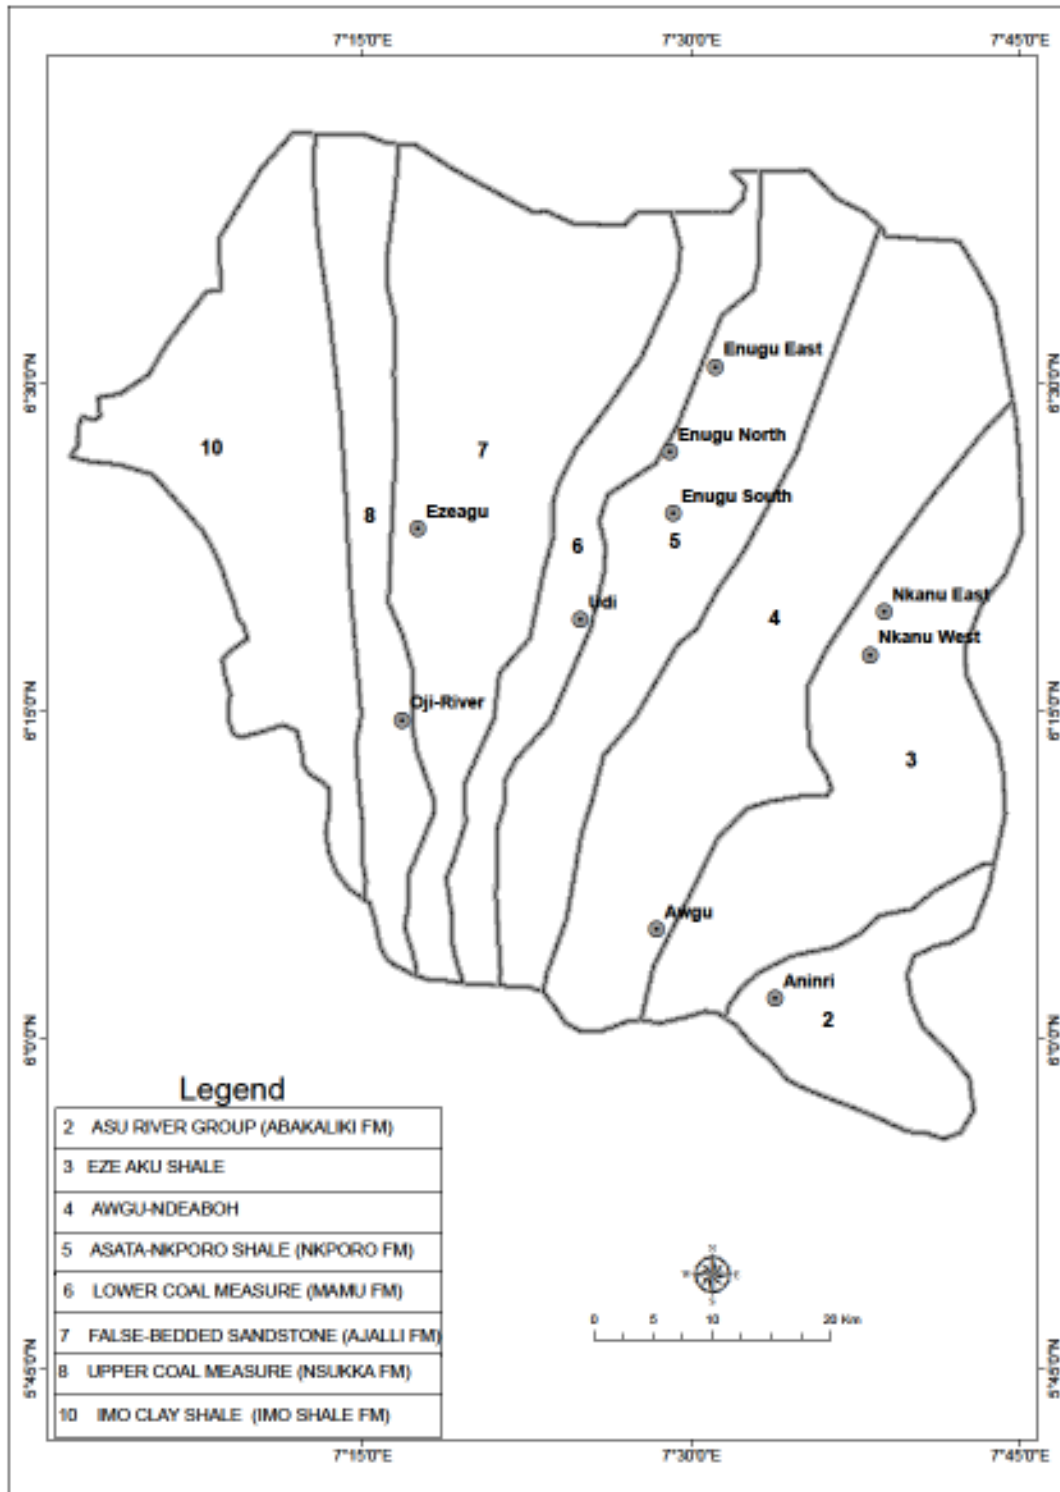 7°15'0"E 7°30'0"E 7°45'0"E
6°30'0"N 6°30'0"N
Enugu East
Enugu North
10 7
Enugu South
8 Ezeagu
6 5
Udi
Nkanu East
4
Nkanu West
Oji-River
6°15'0"N 6°15'0"N
3
Awgu
Aninri
2
6°0'0"N 6°0'0"N
Legend
2 ASU RIVER GROUP (ABAKALIKI FM)
3 EZE AKU SHALE
4 AWGU-NDEABOH
5 ASATA-NKPORO SHALE (NKPORO FM)
6 LOWER COAL MEASURE (MAMU FM)
7 FALSE-BEDDED SANDSTONE (AJALLI FM)
8 UPPER COAL MEASURE (NSUKKA FM)
10 IMO CLAY SHALE (IMO SHALE FM)
N
W E
S
0 5 10 20 Km
5°45'0"N 5°45'0"N
7°15'0"E 7°30'0"E 7°45'0"E